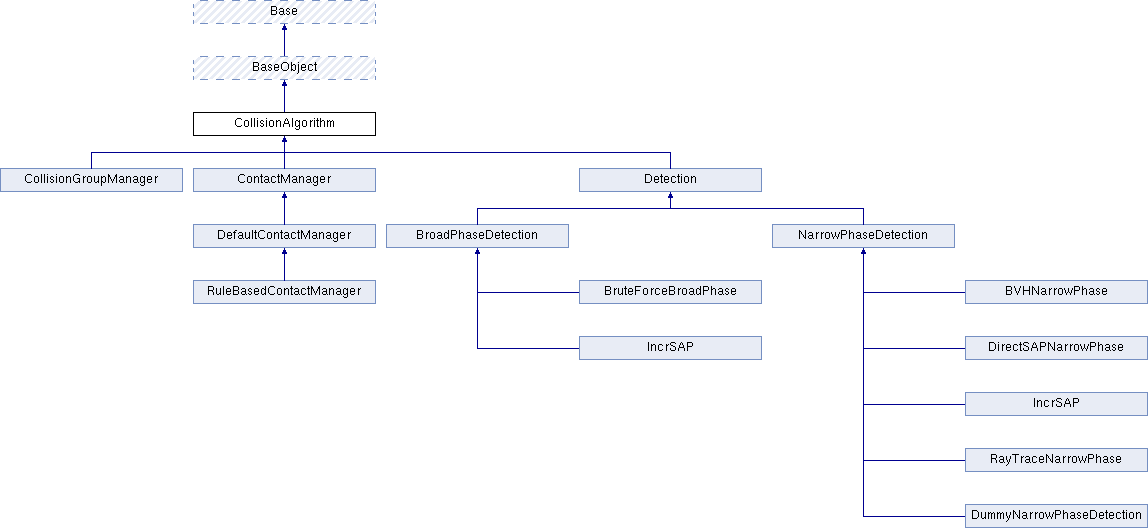 Base
BaseObject
CollisionAlgorithm
CollisionGroupManager
ContactManager
Detection
DefaultContactManager
BroadPhaseDetection
NarrowPhaseDetection
RuleBasedContactManager
BruteForceBroadPhase
BVHNarrowPhase
IncrSAP
DirectSAPNarrowPhase
IncrSAP
RayTraceNarrowPhase
DummyNarrowPhaseDetection